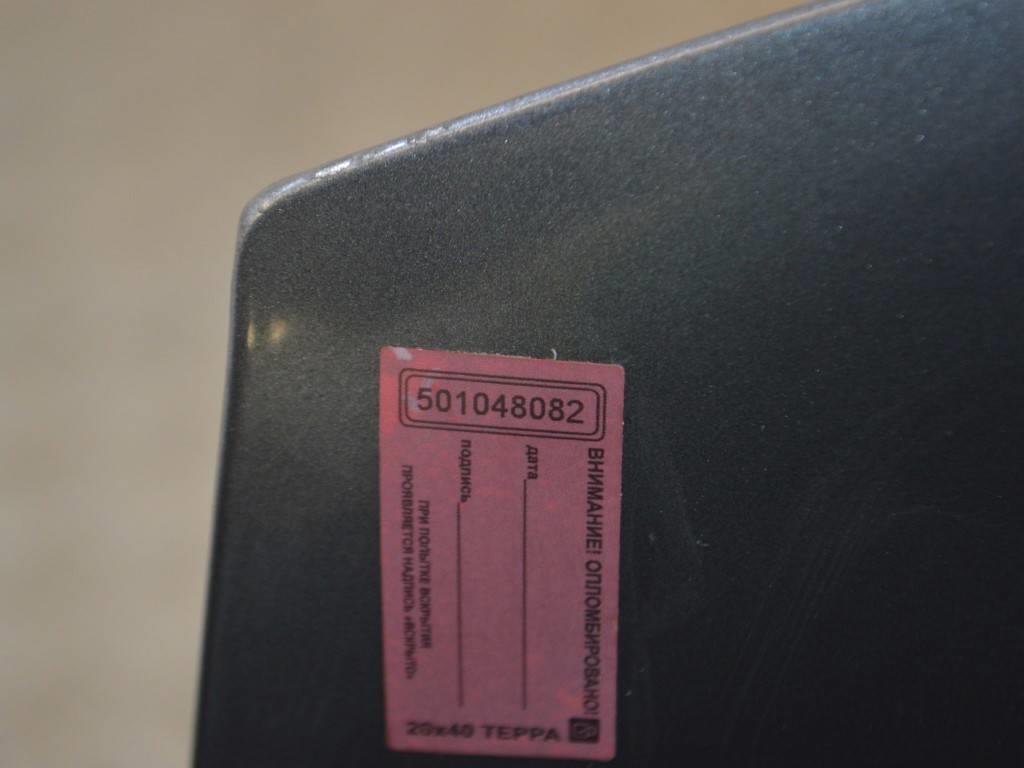 501048082
ВНИМАНИЕ! ОПЛОМБИРОВАНО!
дата
подпись
ПРИ ПОПЫТКЕ ВСКРЫТИЯ
ПРОЯВЛЯЕТСЯ НАДПИСЬ «ВСКРЫТО»
20x40 ТЕРРА